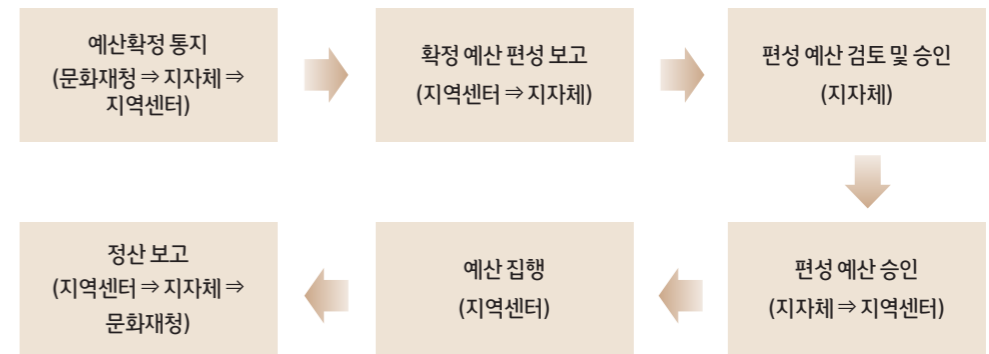 예산확정 통지
(문화재청 ⇒ 지자체 ⇒
지역센터)
확정 예산 편성 보고
(지역센터 ⇒ 지자체)
편성 예산 검토 및 승인
(지자체)
편성 예산 승인
(지자체 ⇒ 지역센터)
예산 집행
(지역센터)
정산 보고
(지역센터 ⇒ 지자체 ⇒
문화재청)